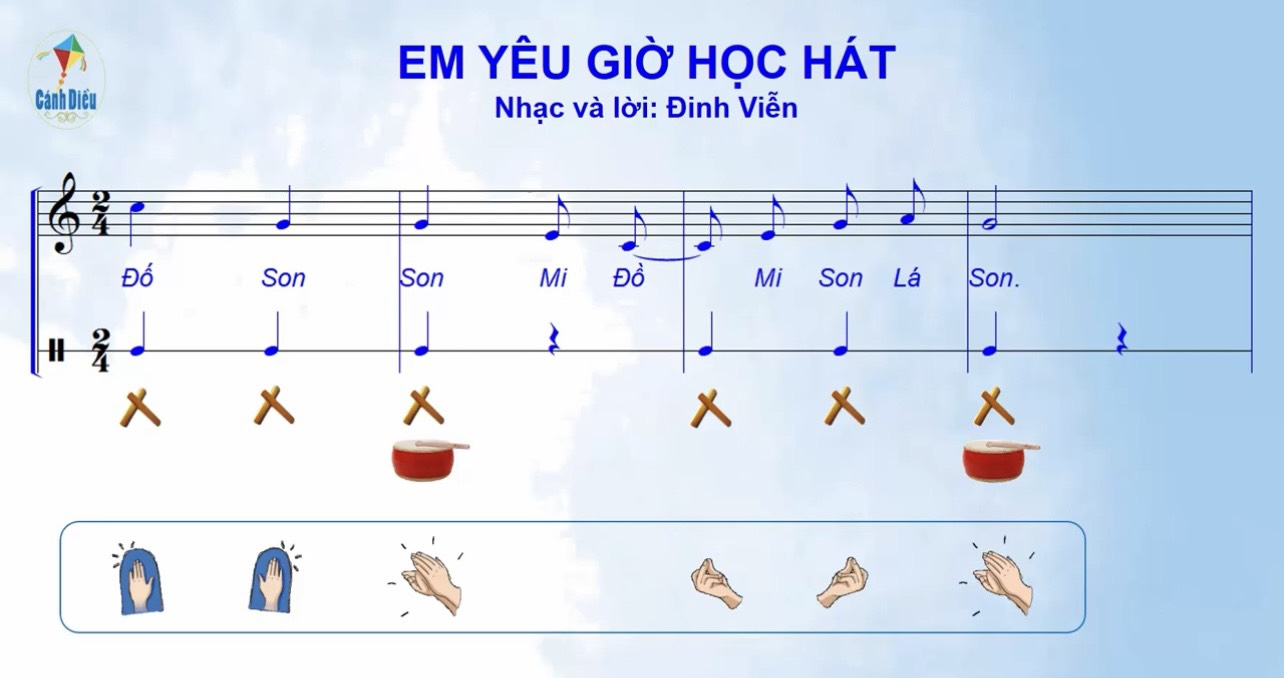 Cánh Diều
EM YÊU GIỜ HỌC HÁT
Nhạc và lời: Đinh Viễn
2
4
Đố Son Son Mi Đồ Mi Son Lá Son.
2
4